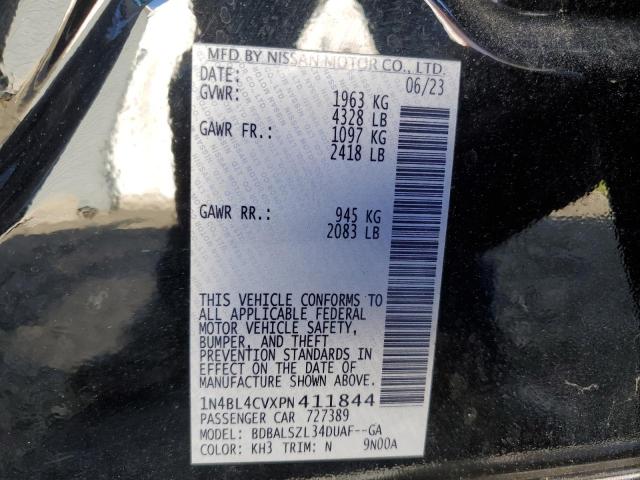 MFD BY NISSAN MOTOR CO., LTD.
DATE: 06/23
GVWR: 1963 KG
4328 LB
GAWR FR.: 1097 KG
2418 LB
GAWR RR.: 945 KG
2083 LB
THIS VEHICLE CONFORMS TO
ALL APPLICABLE FEDERAL
MOTOR VEHICLE SAFETY,
BUMPER, AND THEFT
PREVENTION STANDARDS IN
EFFECT ON THE DATE OF
MANUFACTURE SHOWN ABOVE.
1N4BL4CVXPN411844
PASSENGER CAR 727389
MODEL: BDBALSZL34DUAF--GA
COLOR: KH3 TRIM: N 9N00A